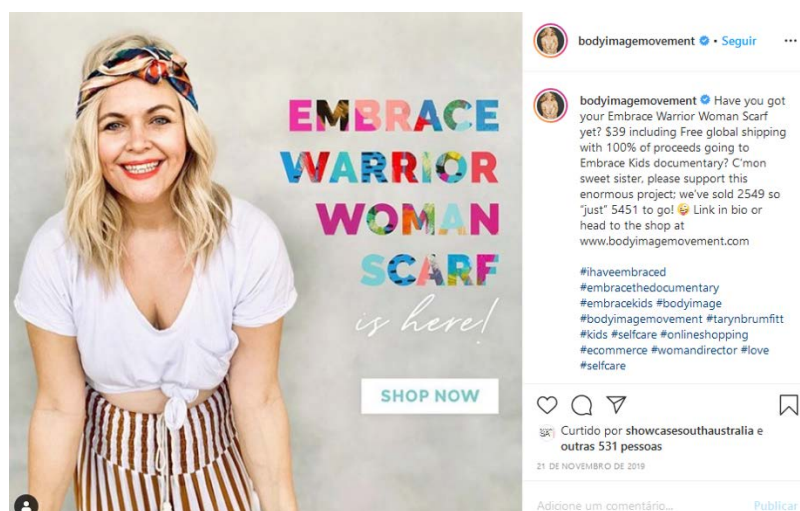 EMBRACE
WARRIOR
WOMAN
SCARF
is here!
SHOP NOW
bodyimagemovement • Seguir
bodyimagemovement Have you got
your Embrace Warrior Woman Scarf
yet? $39 including Free global shipping
with 100% of proceeds going to
Embrace Kids documentary? C'mon
sweet sister, please support this
enormous project; we've sold 2549 so
"just" 5451 to go! 😜 Link in bio or
head to the shop at
www.bodyimagemovement.com
#ihaveembraced
#embracethedocumentary
#embracekids #bodyimage
#bodyimagemovement #tarynbrumfitt
#kids #selfcare #onlineshopping
#ecommerce #womandirector #love
#selfcare
Curtido por showcasesouthaustralia e
outras 531 pessoas
21 DE NOVEMBRO DE 2019
Adicione um comentário... Publicar